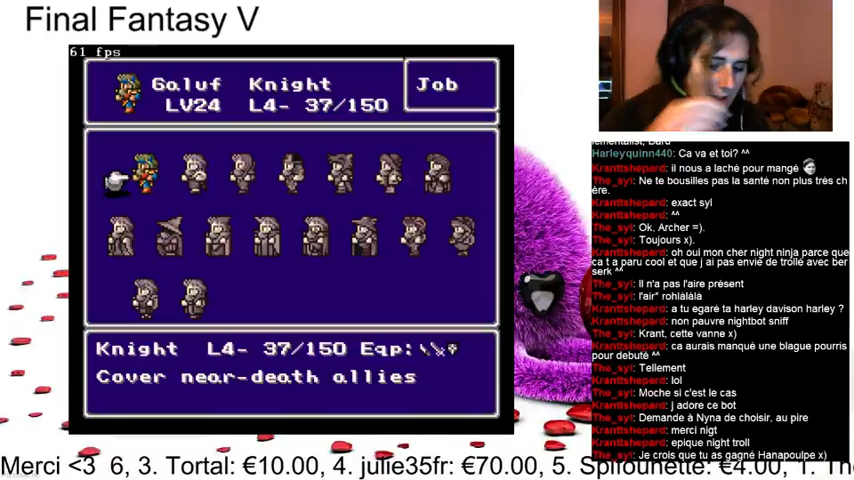 Final Fantasy V
61 fps
Galuf Knight
LV24 L4- 37/150
Job
Knight L4- 37/150 Eqp:
Cover near-death allies
Harleyquinn440: Ca va et toi? ^^
Kranttshepard: il nous a laché pour mangé
The_syl: Ne te bousilles pas la santé non plus très ch
ère.
Kranttshepard: exact syl
Kranttshepard: ^^
The_syl: Ok, Archer =).
The_syl: Toujours x).
Kranttshepard: oh oui mon cher night ninja parce que
ca t a paru cool et que j ai pas envie de trollé avec ber
serk ^^
The_syl: Il n'a pas l'aire présent
The_syl: l'air* rohlàlàlà
Kranttshepard: a tu egaré ta harley davison harley ?
Kranttshepard: non pauvre nightbot sniff
The_syl: Krant, cette vanne x)
Kranttshepard: ca aurais manqué une blague pourris
pour debuté ^^
The_syl: Tellement
Kranttshepard: lol
The_syl: Moche si c'est le cas
Kranttshepard: j adore ce bot
The_syl: Demande à Nyna de choisir, au pire
Kranttshepard: merci nigt
Kranttshepard: epique night troll
The_syl: Je crois que tu as gagné Hanapoulpe x)
Merci <3 6, 3. Tortal: €10.00, 4. julie35fr: €70.00, 5. Spifounette: €4.00, 1. Th